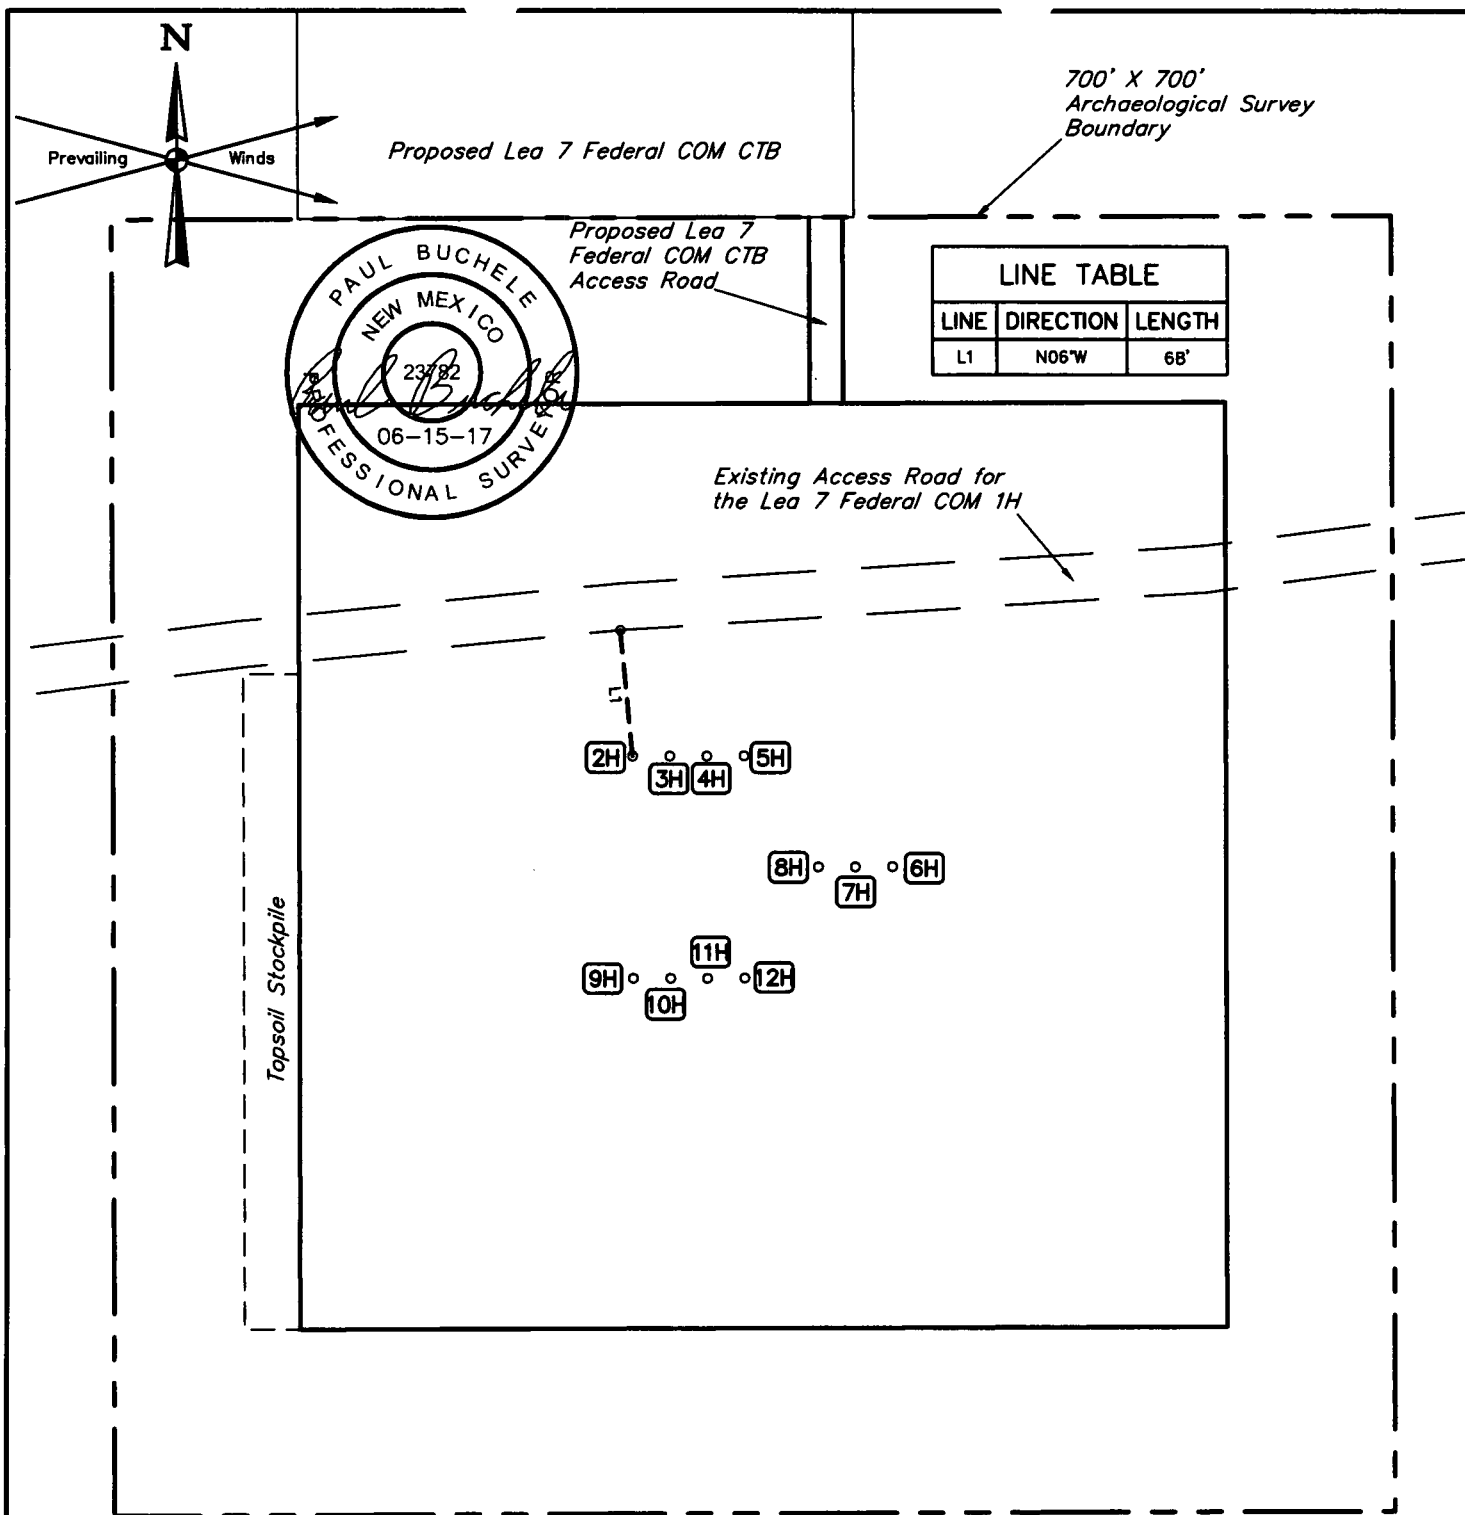 N
Prevailing Winds
Proposed Lea 7 Federal COM CTB
700' X 700'
Archaeological Survey
Boundary
Proposed Lea 7
Federal COM CTB
Access Road
PAUL BUCHELE
NEW MEXICO
23782
06-15-17
PROFESSIONAL SURVEYOR
LINE TABLE
LINE DIRECTION LENGTH
L1 N06°W 68'
Existing Access Road for
the Lea 7 Federal COM 1H
L1
2H
3H
4H
5H
8H
7H
6H
11H
9H
10H
12H
Topsoil Stockpile